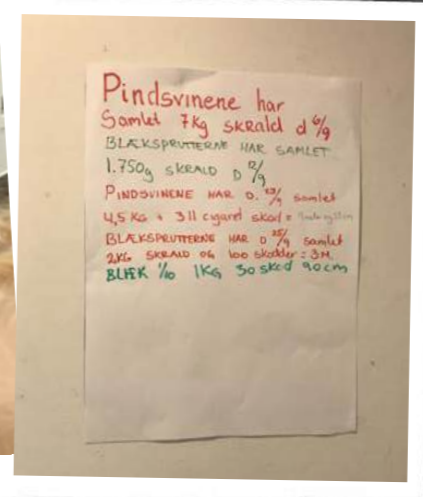 Pindsvinene har
Samlet 7kg skrald d 6/9
BLÆKSPRUTTERNE HAR SAMLET
1.750g SKRALD D 12/9
PINDSVINENE HAR D. 13/9 samlet
4,5 KG + 311 cigaret skod =
BLÆKSPRUTTERNE HAR D 25/9 samlet
2KG SKRALD OG 100 skodder = 3M.
BLÆK 1/10 1KG 30 skod 90cm